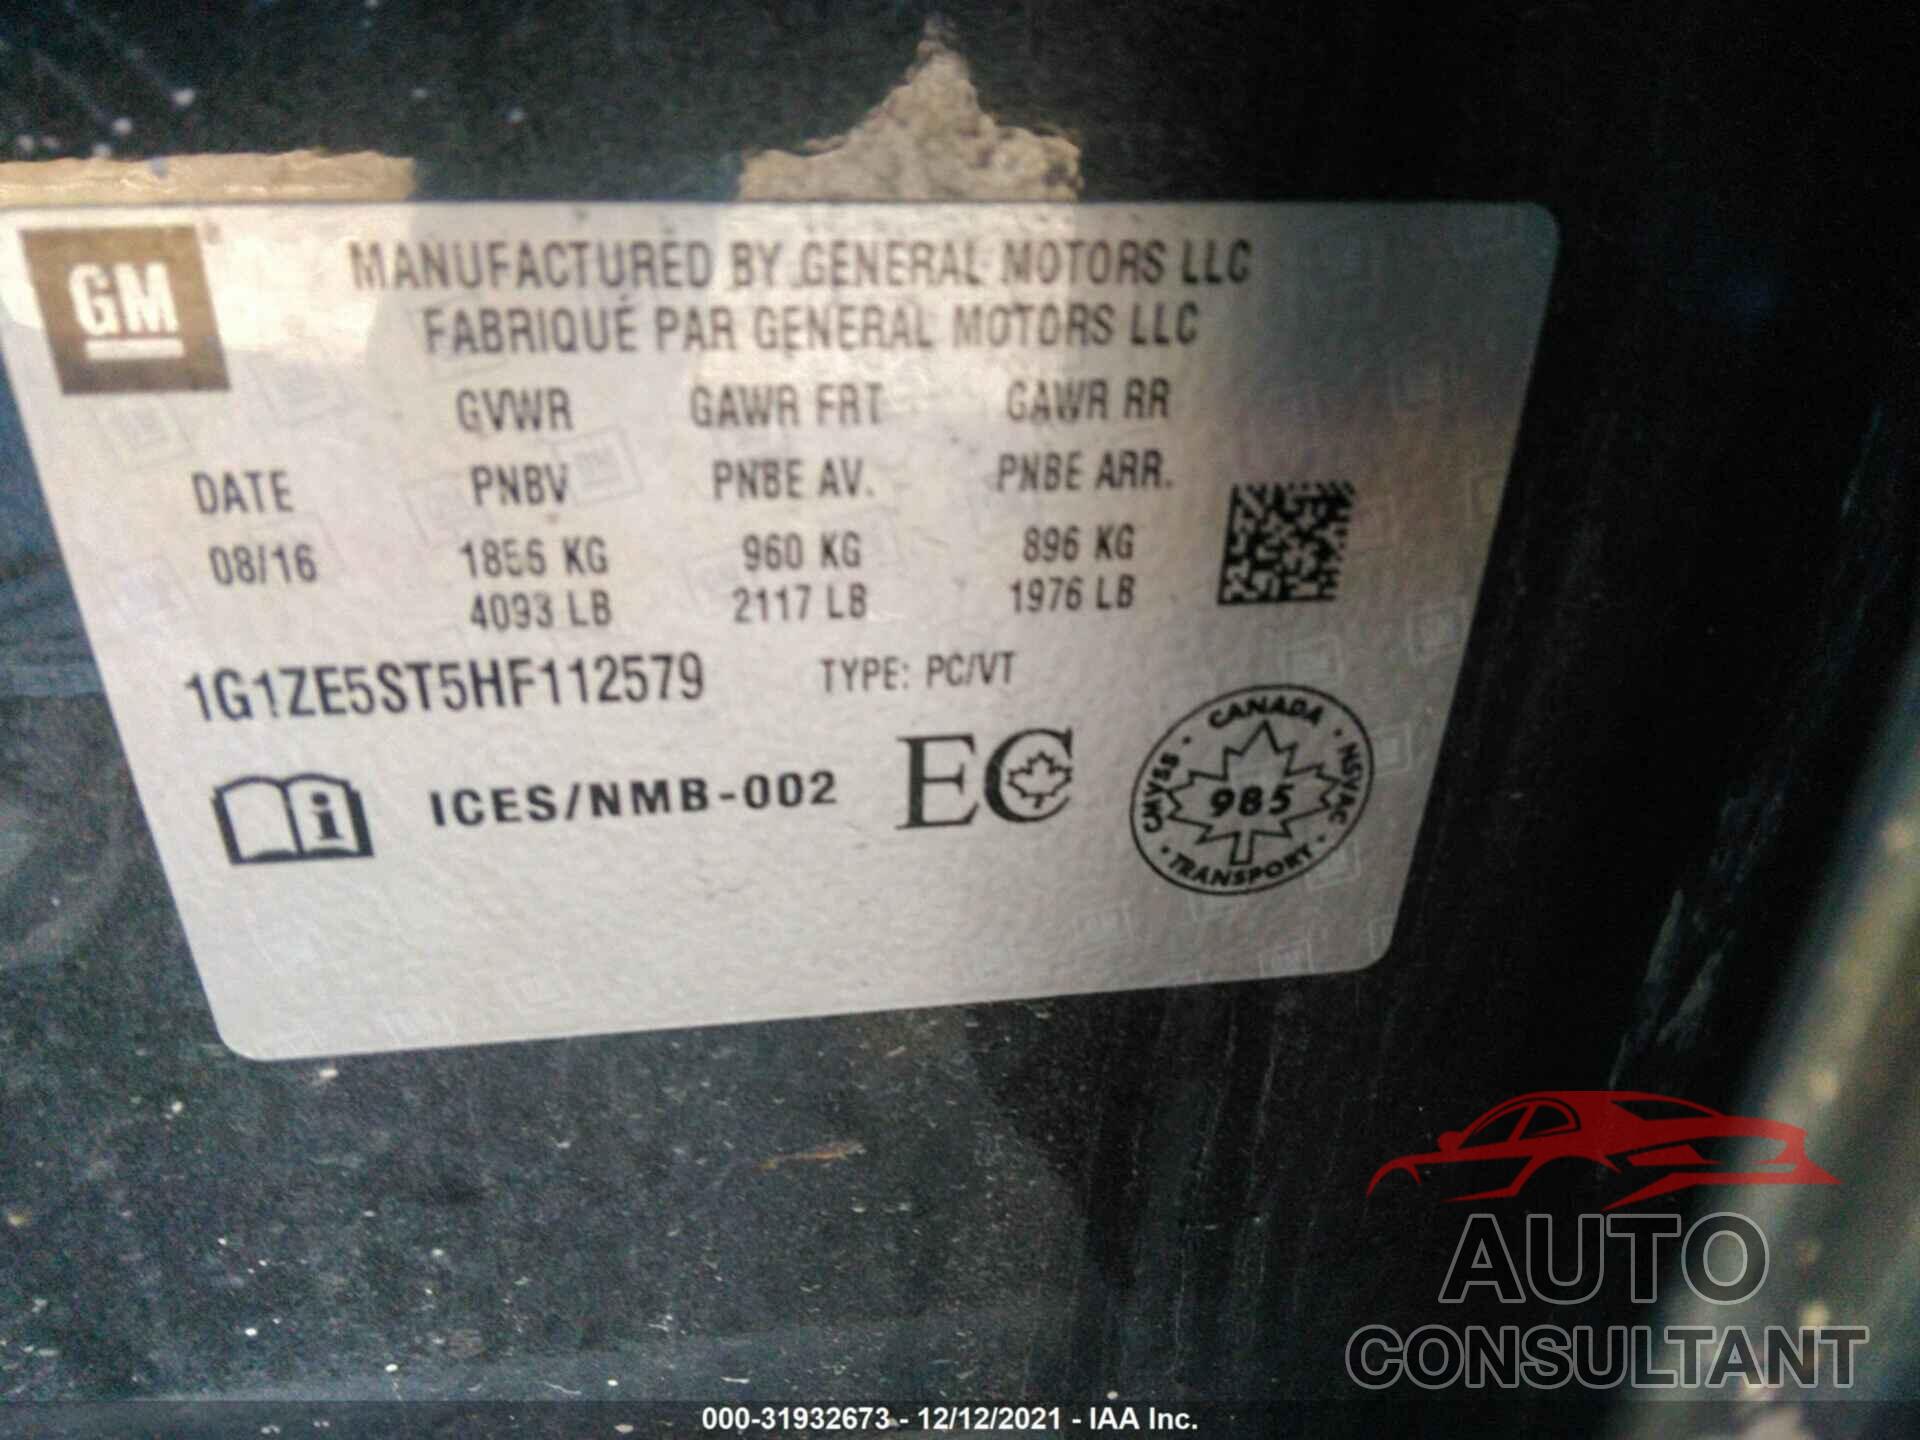 GM
MANUFACTURED BY GENERAL MOTORS LLC
FABRIQUÉ PAR GENERAL MOTORS LLC
GVWR GAWR FRT GAWR RR
DATE PNBV PNBE AV. PNBE ARR.
08/16 1856 KG 960 KG 896 KG
4093 LB 2117 LB 1976 LB
1G1ZE5ST5HF112579 TYPE: PC/VT
i ICES/NMB-002 EC
CANADA
CMVSS 985 NSVAC
TRANSPORT
AUTO
CONSULTANT
000-31932673 - 12/12/2021 - IAA Inc.